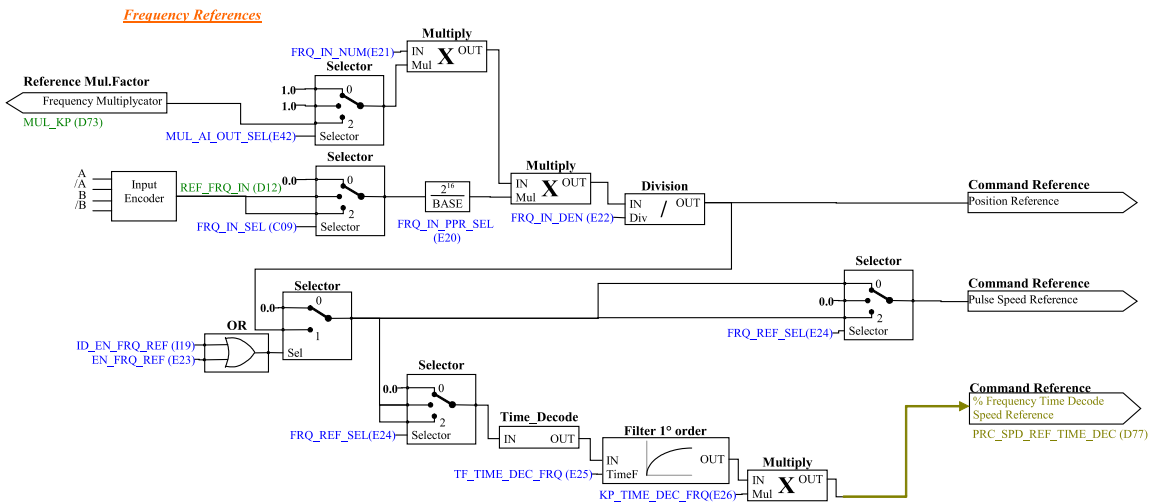 Frequency References
Multiply
FRQ_IN_NUM(E21)
IN
OUT
Mul
X
Selector
Reference Mul.Factor
Frequency Multiplycator
MUL_KP (D73)
1.0
0
1.0
2
MUL_AI_OUT_SEL(E42)
Selector
Selector
A
/A
B
/B
Input
Encoder
REF_FRQ_IN (D12)
0.0
0
2
FRQ_IN_SEL (C09)
Selector
2^16
BASE
FRQ_IN_PPR_SEL
(E20)
Multiply
IN
OUT
Mul
X
FRQ_IN_DEN (E22)
Division
IN
OUT
Div
/
Command Reference
Position Reference
Selector
0.0
0
1
Sel
OR
ID_EN_FRQ_REF (I19)
EN_FRQ_REF (E23)
Selector
0
0.0
2
FRQ_REF_SEL(E24)
Selector
Command Reference
Pulse Speed Reference
Selector
0.0
0
2
FRQ_REF_SEL(E24)
Selector
Time_Decode
IN
OUT
Filter 1° order
IN
OUT
TF_TIME_DEC_FRQ (E25)
TimeF
Multiply
IN
OUT
KP_TIME_DEC_FRQ(E26)
Mul
X
Command Reference
% Frequency Time Decode
Speed Reference
PRC_SPD_REF_TIME_DEC (D77)